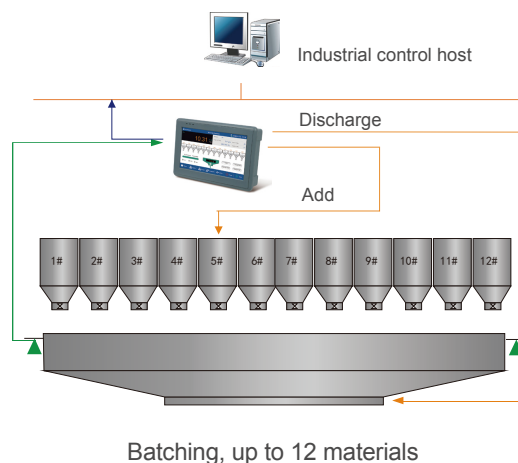 Industrial control host
Discharge
Add
1# 2# 3# 4# 5# 6# 7# 8# 9# 10# 11# 12#
Batching, up to 12 materials